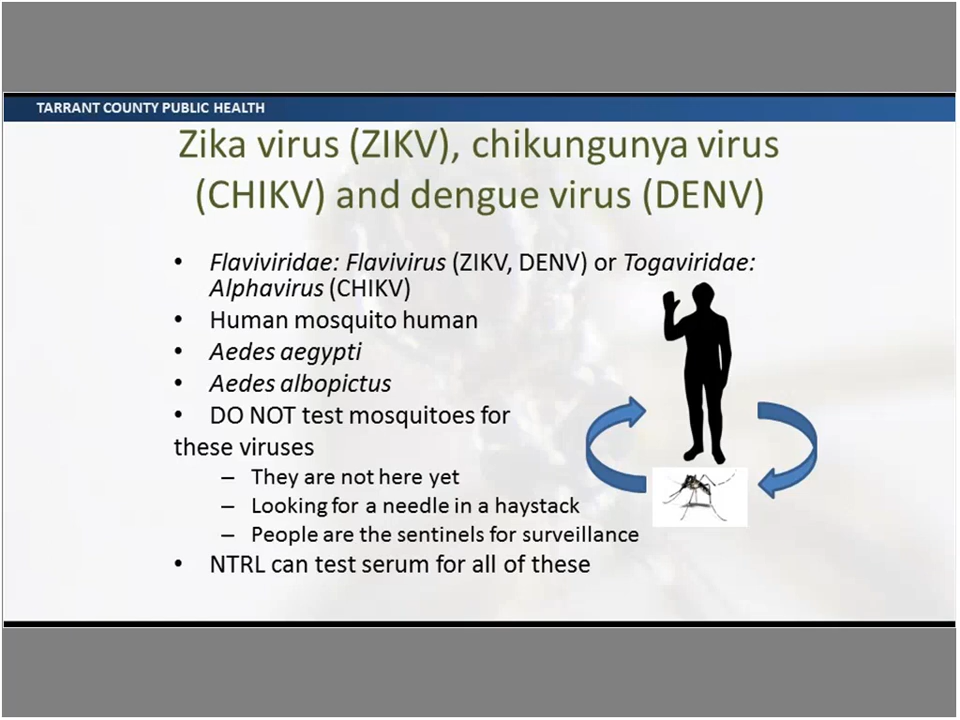 TARRANT COUNTY PUBLIC HEALTH
Zika virus (ZIKV), chikungunya virus
(CHIKV) and dengue virus (DENV)
• Flaviviridae: Flavivirus (ZIKV, DENV) or Togaviridae:
Alphavirus (CHIKV)
• Human mosquito human
• Aedes aegypti
• Aedes albopictus
• DO NOT test mosquitoes for
these viruses
– They are not here yet
– Looking for a needle in a haystack
– People are the sentinels for surveillance
• NTRL can test serum for all of these